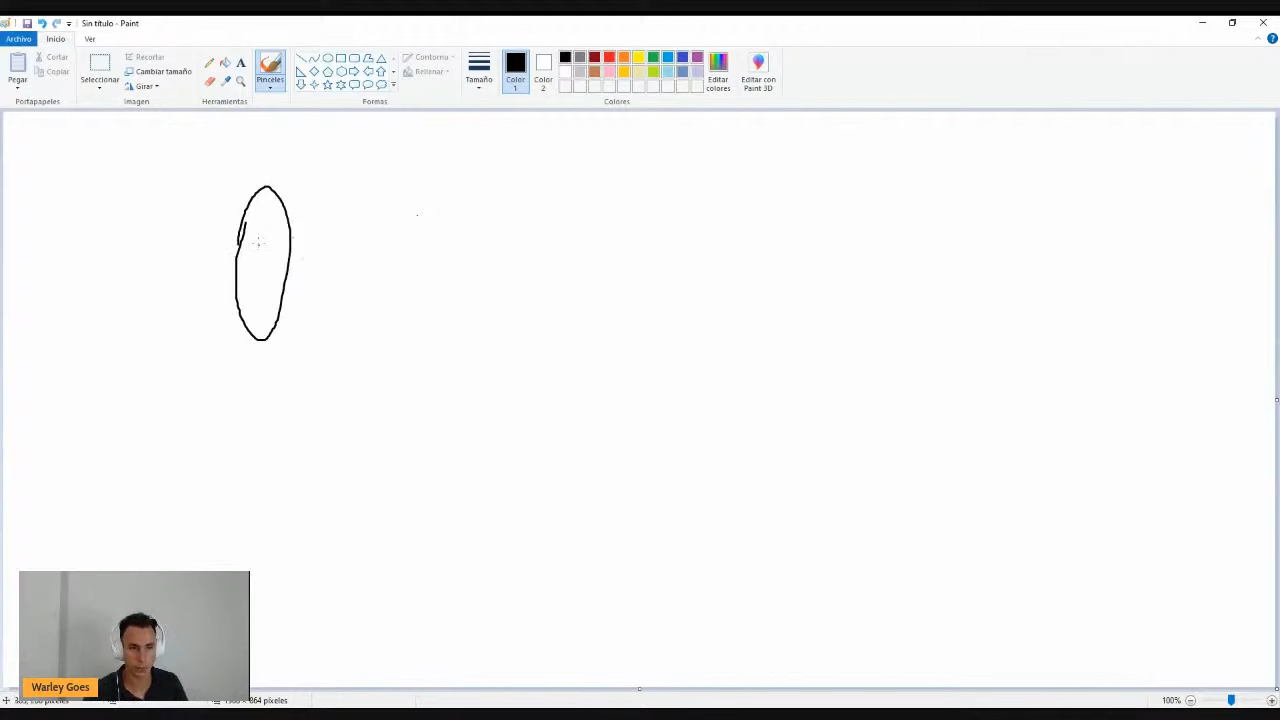 Sin título - Paint
Archivo Inicio Ver
Pegar
Cortar
Copiar
Portapapeles
Seleccionar
Recortar
Cambiar tamaño
Girar
Imagen
Herramientas
Pinceles
Formas
Contorno
Rellenar
Tamaño
Color 1
Color 2
Editar colores
Editar con Paint 3D
Colores
Warley Goes
píxeles
píxeles
100%